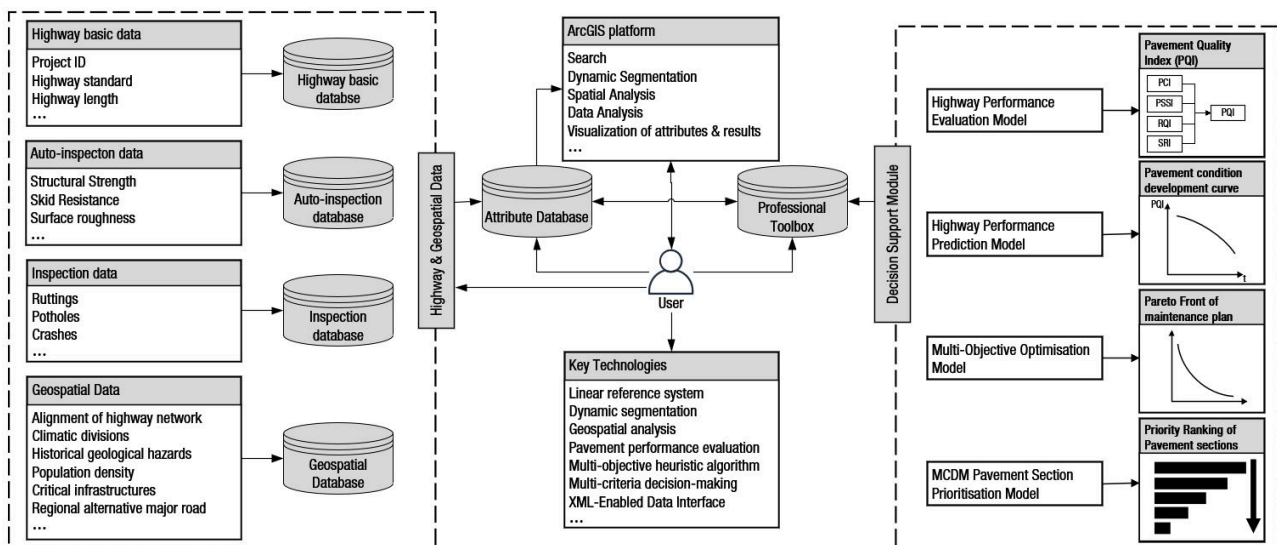 Highway basic data
Project ID
Highway standard
Highway length
…
Highway basic
databse
Auto-inspecton data
Structural Strength
Skid Resistance
Surface roughness
…
Auto-inspection
database
Inspection data
Ruttings
Potholes
Crashes
…
Inspection
database
Geospatial Data
Alignment of highway network
Climatic divisions
Historical geological hazards
Population density
Critical infrastructures
Regional alternative major road
…
Geospatial
Database
Highway & Geospatial Data
ArcGIS platform
Search
Dynamic Segmentation
Spatial Analysis
Data Analysis
Visualization of attributes & results
…
Attribute Database
Professional
Toolbox
User
Key Technologies
Linear reference system
Dynamic segmentation
Geospatial analysis
Pavement performance evaluation
Multi-objective heuristic algorithm
Multi-criteria decision-making
XML-Enabled Data Interface
…
Decision Support Module
Highway Performance
Evaluation Model
Pavement Quality
Index (PQI)
PCI
PSSI
RQI
SRI
PQI
Highway Performance
Prediction Model
Pavement condition
development curve
PQI
t
Multi-Objective Optimisation
Model
Pareto Front of
maintenance plan
MCDM Pavement Section
Prioritisation Model
Priority Ranking of
Pavement sections